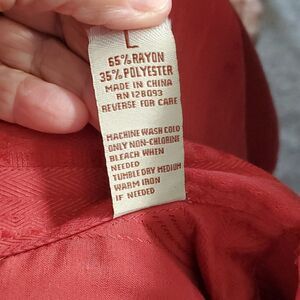 L
65% RAYON
35% POLYESTER
MADE IN CHINA
RN 128093
REVERSE FOR CARE
MACHINE WASH COLD
ONLY NON-CHLORINE
BLEACH WHEN
NEEDED
TUMBLE DRY MEDIUM
WARM IRON
IF NEEDED